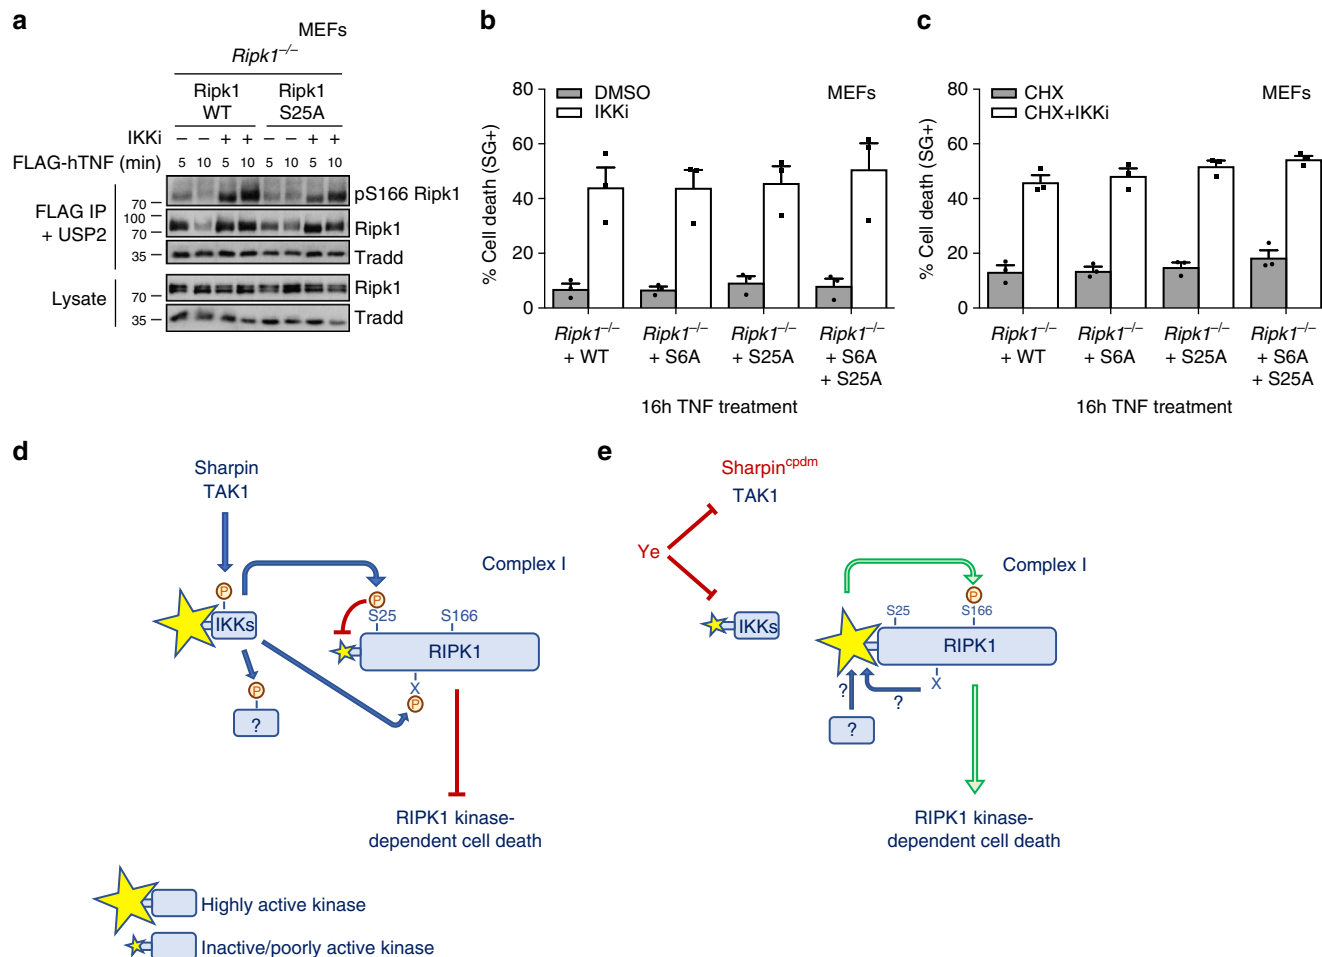 a
MEFs
Ripk1–/–
Ripk1 WT
Ripk1 S25A
IKKi – – + + – – + +
FLAG-hTNF (min) 5 10 5 10 5 10 5 10
FLAG IP + USP2
70
pS166 Ripk1
100
70
Ripk1
35
Tradd
Lysate
70
Ripk1
35
Tradd
b
DMSO
IKKi
MEFs
% Cell death (SG+)
80
60
40
20
0
Ripk1–/– + WT
Ripk1–/– + S6A
Ripk1–/– + S25A
Ripk1–/– + S6A + S25A
16h TNF treatment
c
CHX
CHX+IKKi
MEFs
% Cell death (SG+)
80
60
40
20
0
Ripk1–/– + WT
Ripk1–/– + S6A
Ripk1–/– + S25A
Ripk1–/– + S6A + S25A
16h TNF treatment
d
Sharpin
TAK1
Complex I
P
IKKs
P
S25
S166
RIPK1
X
P
P
?
RIPK1 kinase-
dependent cell death
Highly active kinase
Inactive/poorly active kinase
e
Sharpincpdm
TAK1
Ye
IKKs
Complex I
P
S25
S166
RIPK1
X
?
?
?
RIPK1 kinase-
dependent cell death